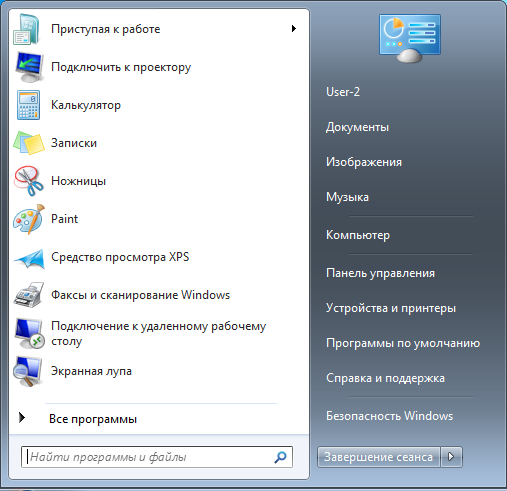 Приступая к работе
Подключить к проектору
Калькулятор
Записки
Ножницы
Paint
Средство просмотра XPS
Факсы и сканирование Windows
Подключение к удаленному рабочему
столу
Экранная лупа
Все программы
Найти программы и файлы
User-2
Документы
Изображения
Музыка
Компьютер
Панель управления
Устройства и принтеры
Программы по умолчанию
Справка и поддержка
Безопасность Windows
Завершение сеанса